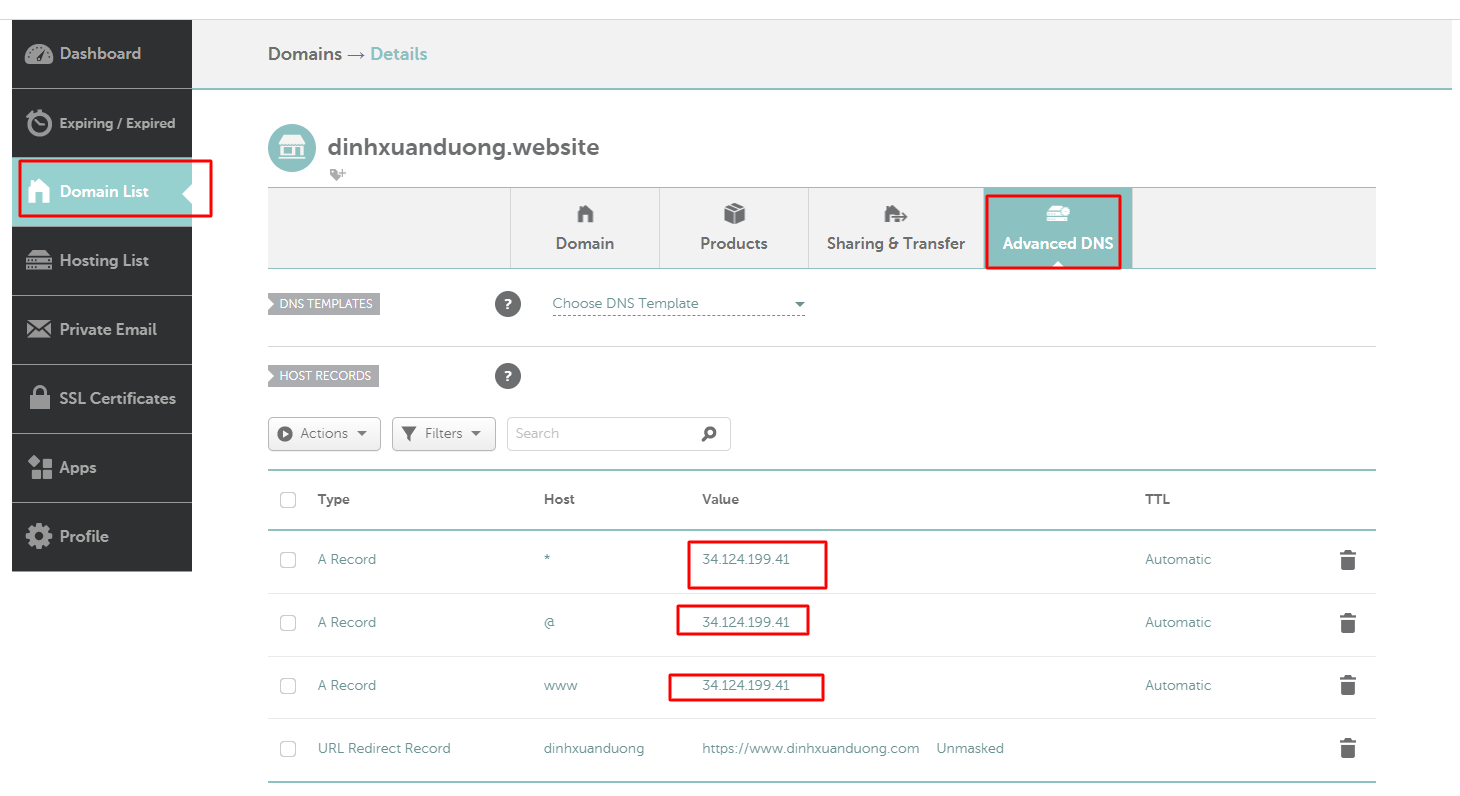 Dashboard
Expiring / Expired
Domain List
Hosting List
Private Email
SSL Certificates
Apps
Profile
Domains → Details
dinhxuanduong.website
Domain
Products
Sharing & Transfer
Advanced DNS
DNS TEMPLATES ? Choose DNS Template
HOST RECORDS ?
Actions Filters Search
Type Host Value TTL
A Record * 34.124.199.41 Automatic
A Record @ 34.124.199.41 Automatic
A Record www 34.124.199.41 Automatic
URL Redirect Record dinhxuanduong https://www.dinhxuanduong.com Unmasked